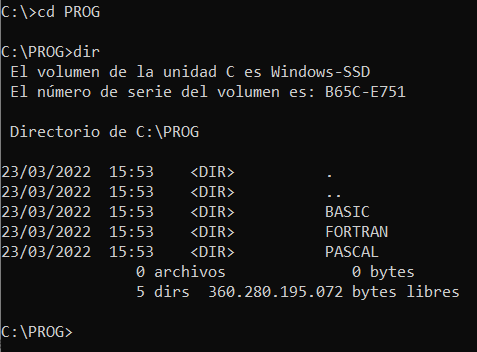 C:\>cd PROG
C:\PROG>dir
El volumen de la unidad C es Windows-SSD
El número de serie del volumen es: B65C-E751
Directorio de C:\PROG
23/03/2022  15:53    <DIR>          .
23/03/2022  15:53    <DIR>          ..
23/03/2022  15:53    <DIR>          BASIC
23/03/2022  15:53    <DIR>          FORTRAN
23/03/2022  15:53    <DIR>          PASCAL
0 archivos              0 bytes
5 dirs  360.280.195.072 bytes libres
C:\PROG>